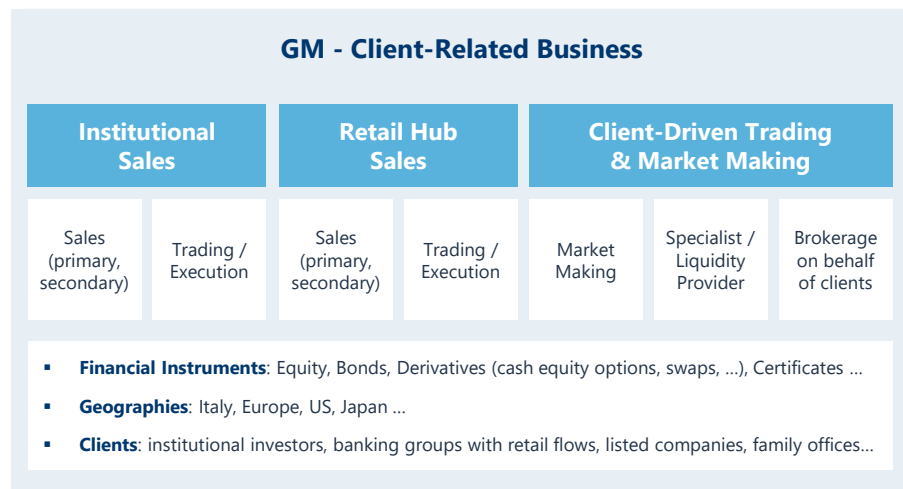 GM - Client-Related Business
Institutional
Sales
Retail Hub
Sales
Client-Driven Trading
& Market Making
Sales
(primary,
secondary)
Trading /
Execution
Sales
(primary,
secondary)
Trading /
Execution
Market
Making
Specialist /
Liquidity
Provider
Brokerage
on behalf
of clients
▪ Financial Instruments: Equity, Bonds, Derivatives (cash equity options, swaps, …), Certificates …
▪ Geographies: Italy, Europe, US, Japan …
▪ Clients: institutional investors, banking groups with retail flows, listed companies, family offices…